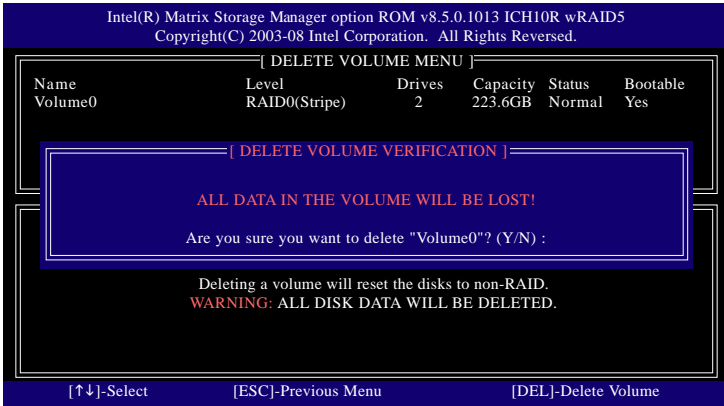 Intel(R) Matrix Storage Manager option ROM v8.5.0.1013 ICH10R wRAID5
Copyright(C) 2003-08 Intel Corporation. All Rights Reversed.
[ DELETE VOLUME MENU ]
Name Level Drives Capacity Status Bootable
Volume0 RAID0(Stripe) 2 223.6GB Normal Yes
[ DELETE VOLUME VERIFICATION ]
ALL DATA IN THE VOLUME WILL BE LOST!
Are you sure you want to delete "Volume0"? (Y/N) :
Deleting a volume will reset the disks to non-RAID.
WARNING: ALL DISK DATA WILL BE DELETED.
[↑↓]-Select [ESC]-Previous Menu [DEL]-Delete Volume